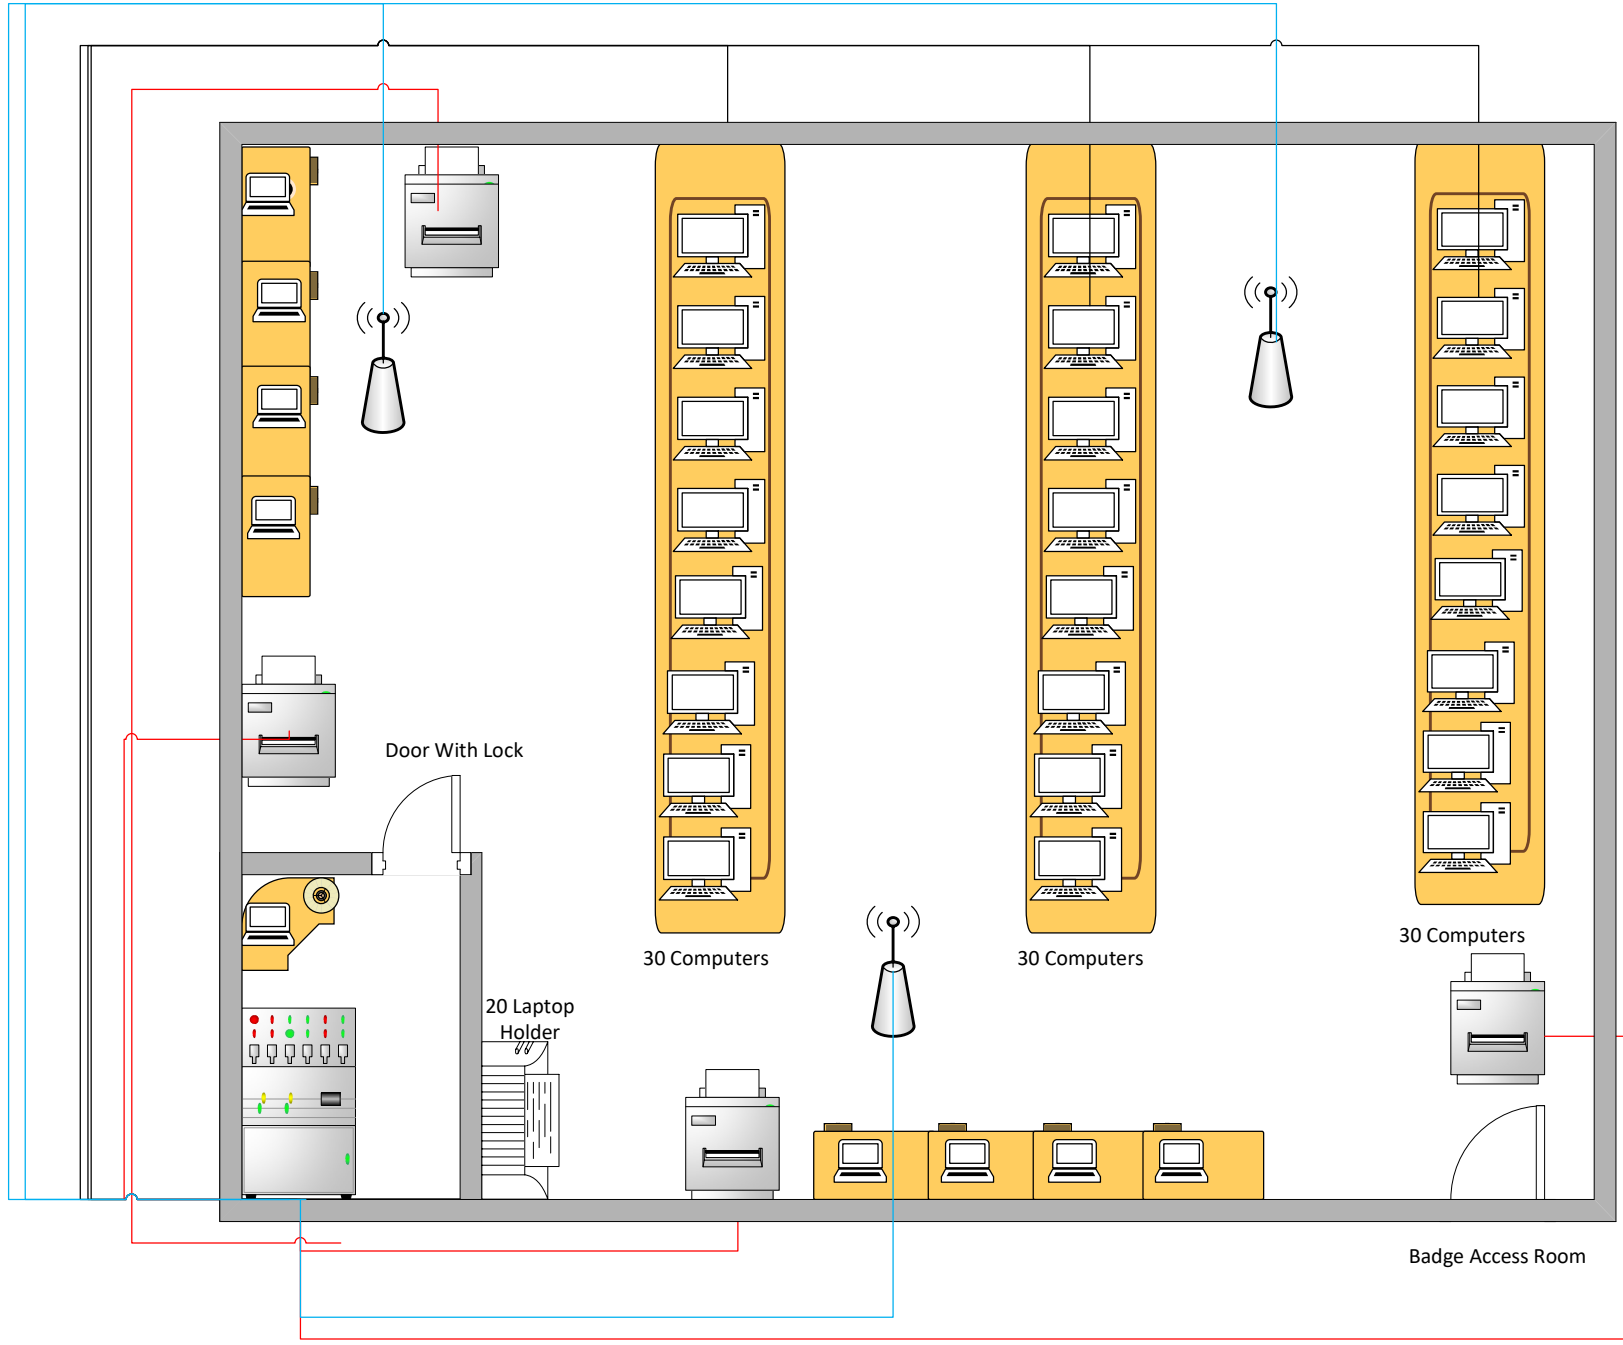 Door With Lock
30 Computers
30 Computers
30 Computers
20 Laptop
Holder
Badge Access Room